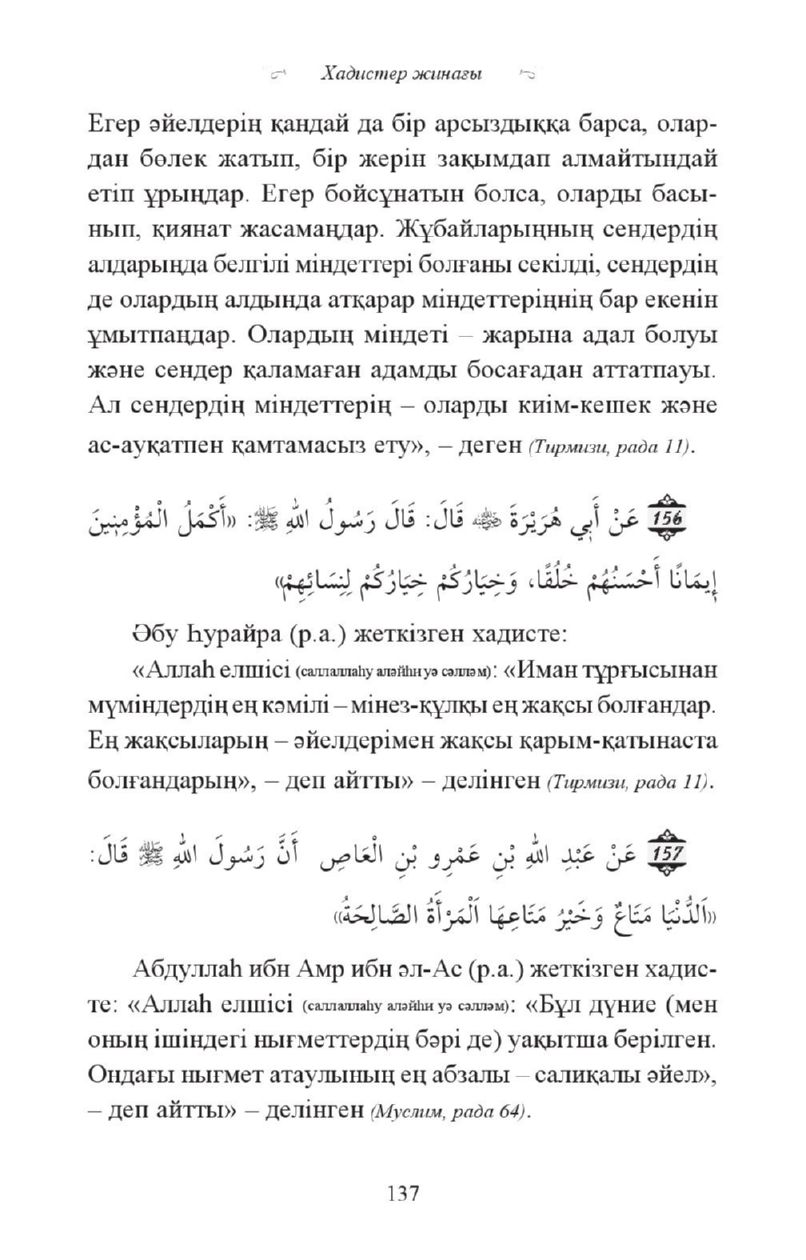 Хадистер жинағы
Егер әйелдерің қандай да бір арсыздыққа барса, олар-
дан бөлек жатып, бір жерін зақымдап алмайтындай
етіп ұрыңдар. Егер бойсұнатын болса, оларды басы-
нып, қиянат жасамаңдар. Жұбайларыңның сендердің
алдарыңда белгілі міндеттері болғаны секілді, сендердің
де олардың алдында атқарар міндеттеріңнің бар екенін
ұмытпаңдар. Олардың міндеті – жарына адал болуы
және сендер қаламаған адамды босағадан аттатпауы.
Ал сендердің міндеттерің – оларды киім-кешек және
ас-ауқатпен қамтамасыз ету», – деген (Тирмизи, рада 11).
156 عَنْ أَبِي هُرَيْرَةَ ﷺ قَالَ: قَالَ رَسُولُ اللهِ ﷺ: «أَكْمَلُ الْمُؤْمِنِينَ
إِيمَانًا أَحْسَنُهُمْ خُلُقًا، وَخِيَارُكُمْ خِيَارُكُمْ لِنِسَائِهِمْ»
Әбу Һурайра (р.а.) жеткізген хадисте:
«Аллаһ елшісі (саллаллаһу аләйһи уә сәлләм): «Иман тұрғысынан
мүміндердің ең кәмілі – мінез-құлқы ең жақсы болғандар.
Ең жақсыларың – әйелдерімен жақсы қарым-қатынаста
болғандарың», – деп айтты» – делінген (Тирмизи, рада 11).
157 عَنْ عَبْدِ اللهِ بْنِ عَمْرِو بْنِ الْعَاصِ أَنَّ رَسُولَ اللهِ ﷺ قَالَ:
«اَلدُّنْيَا مَتَاعٌ وَخَيْرُ مَتَاعِهَا اَلْمَرْأَةُ الصَّالِحَةُ»
Абдуллаһ ибн Амр ибн әл-Ас (р.а.) жеткізген хадис-
те: «Аллаһ елшісі (саллаллаһу аләйһи уә сәлләм): «Бұл дүние (мен
оның ішіндегі нығметтердің бәрі де) уақытша берілген.
Ондағы нығмет атаулының ең абзалы – салиқалы әйел»,
– деп айтты» – делінген (Муслим, рада 64).
137